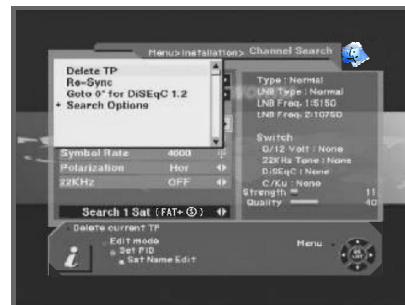 Menu>Installation> Channel Search
Delete TP
Re-Sync
Goto 0° for DiSEqC 1.2
+ Search Options
Symbol Rate 4000
Polarization Hor
22KHz OFF
Search 1 Sat (FAT+ $)
Type : Normal
LNB Type : Normal
LNB Freq. 1:5150
LNB Freq. 2:10750
Switch
0/12 Volt : None
22KHz Tone : None
DiSEqC : None
C/Ku : None
Strength 11
Quality 40
Delete current TP
Edit mode
Set PID
Sat Name Edit
Menu
i